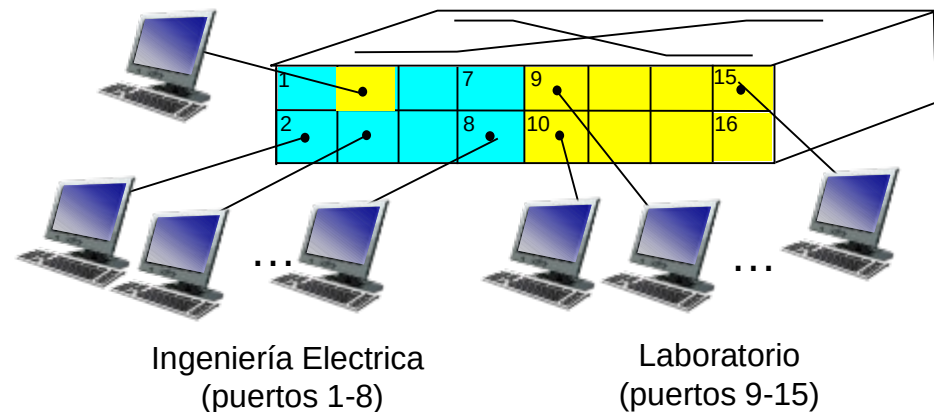 1
7
9
15
2
8
10
16
...
...
Ingeniería Electrica
(puertos 1-8)
Laboratorio
(puertos 9-15)